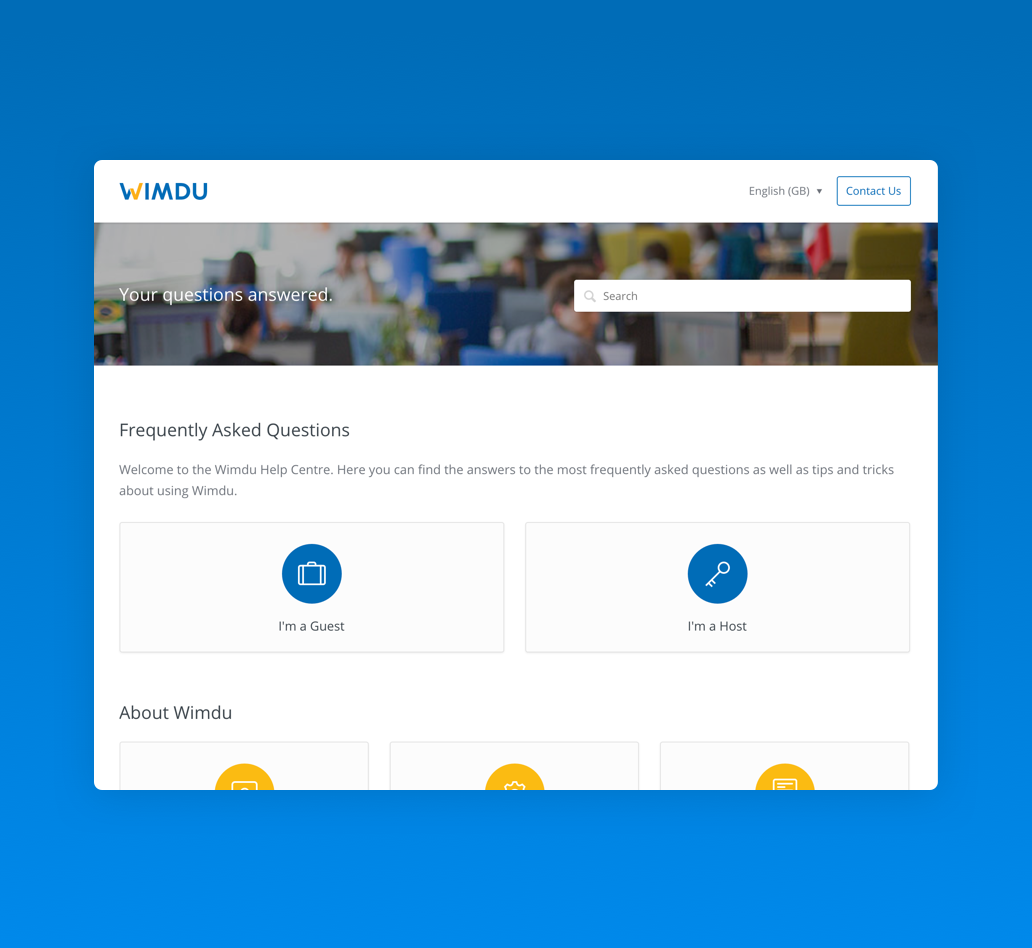 WIMDU
English (GB) ▼
Contact Us
Your questions answered.
Search
Frequently Asked Questions
Welcome to the Wimdu Help Centre. Here you can find the answers to the most frequently asked questions as well as tips and tricks
about using Wimdu.
I'm a Guest
I'm a Host
About Wimdu